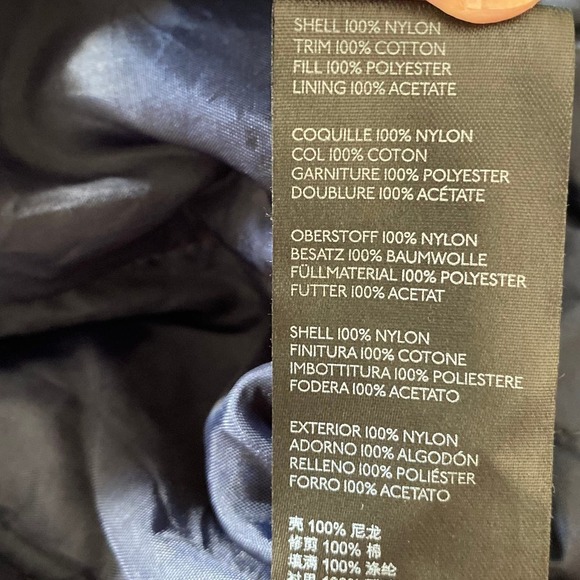 SHELL 100% NYLON
TRIM 100% COTTON
FILL 100% POLYESTER
LINING 100% ACETATE
COQUILLE 100% NYLON
COL 100% COTON
GARNITURE 100% POLYESTER
DOUBLURE 100% ACÉTATE
OBERSTOFF 100% NYLON
BESATZ 100% BAUMWOLLE
FÜLLMATERIAL 100% POLYESTER
FUTTER 100% ACETAT
SHELL 100% NYLON
FINITURA 100% COTONE
IMBOTTITURA 100% POLIESTERE
FODERA 100% ACETATO
EXTERIOR 100% NYLON
ADORNO 100% ALGODÓN
RELLENO 100% POLIÉSTER
FORRO 100% ACETATO
壳 100% 尼龙
修剪 100% 棉
填满 100% 涤纶